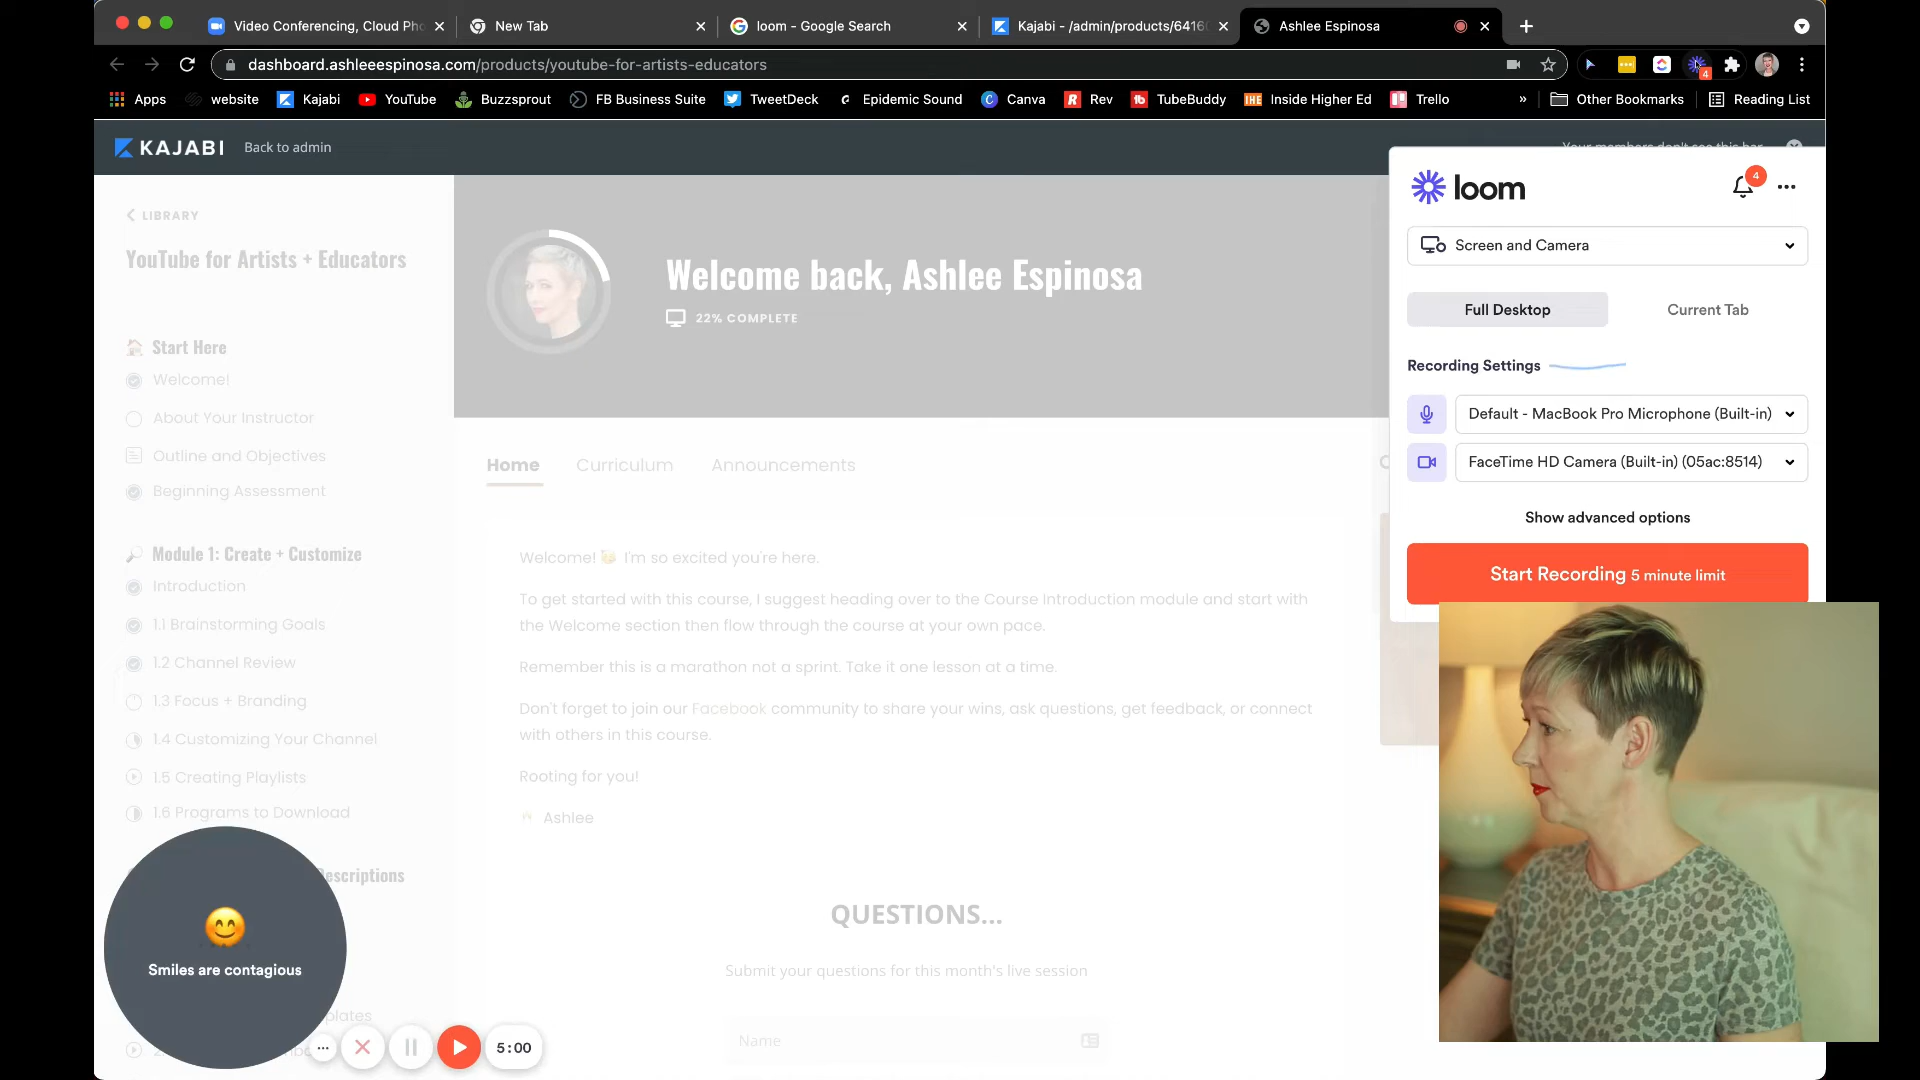 Video Conferencing, Cloud Pho
New Tab
loom - Google Search
Kajabi - /admin/products/6416
Ashlee Espinosa
dashboard.ashleeespinosa.com/products/youtube-for-artists-educators
4
Apps
website
Kajabi
YouTube
Buzzsprout
FB Business Suite
TweetDeck
Epidemic Sound
Canva
Rev
TubeBuddy
Inside Higher Ed
Trello
»
Other Bookmarks
Reading List
KAJABI
Back to admin
Your members don't see this bar
LIBRARY
YouTube for Artists + Educators
Start Here
Welcome!
About Your Instructor
Outline and Objectives
Beginning Assessment
Module 1: Create + Customize
Introduction
1.1 Brainstorming Goals
1.2 Channel Review
1.3 Focus + Branding
1.4 Customizing Your Channel
1.5 Creating Playlists
1.6 Programs to Download
Descriptions
Smiles are contagious
plates
5:00
Welcome back, Ashlee Espinosa
22% COMPLETE
Home
Curriculum
Announcements
Welcome! I'm so excited you're here.
To get started with this course, I suggest heading over to the Course Introduction module and start with
the Welcome section then flow through the course at your own pace.
Remember this is a marathon not a sprint. Take it one lesson at a time.
Don't forget to join our Facebook community to share your wins, ask questions, get feedback, or connect
with others in this course.
Rooting for you!
Ashlee
QUESTIONS...
Submit your questions for this month's live session
Name
loom
4
Screen and Camera
Full Desktop
Current Tab
Recording Settings
Default - MacBook Pro Microphone (Built-in)
FaceTime HD Camera (Built-in) (05ac:8514)
Show advanced options
Start Recording 5 minute limit